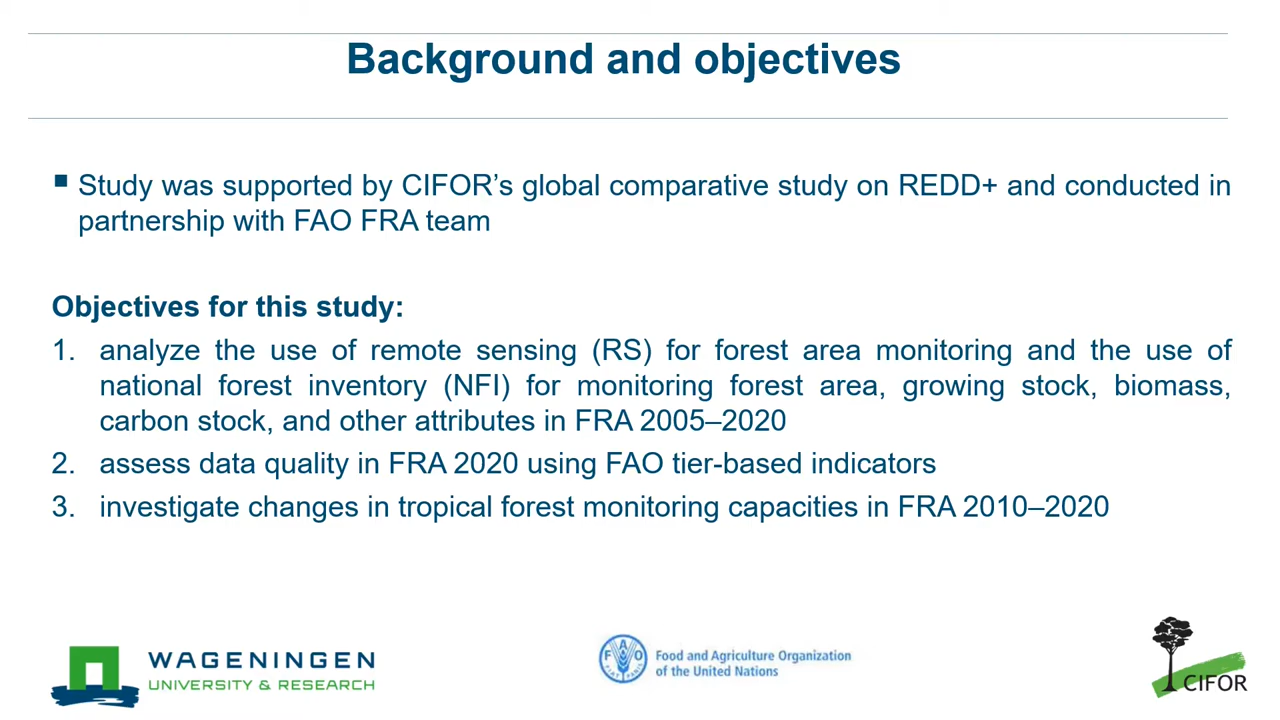 Background and objectives
▪ Study was supported by CIFOR’s global comparative study on REDD+ and conducted in
partnership with FAO FRA team
Objectives for this study:
1. analyze the use of remote sensing (RS) for forest area monitoring and the use of
national forest inventory (NFI) for monitoring forest area, growing stock, biomass,
carbon stock, and other attributes in FRA 2005–2020
2. assess data quality in FRA 2020 using FAO tier-based indicators
3. investigate changes in tropical forest monitoring capacities in FRA 2010–2020
WAGENINGEN
UNIVERSITY & RESEARCH
FAO
Food and Agriculture Organization
of the United Nations
CIFOR